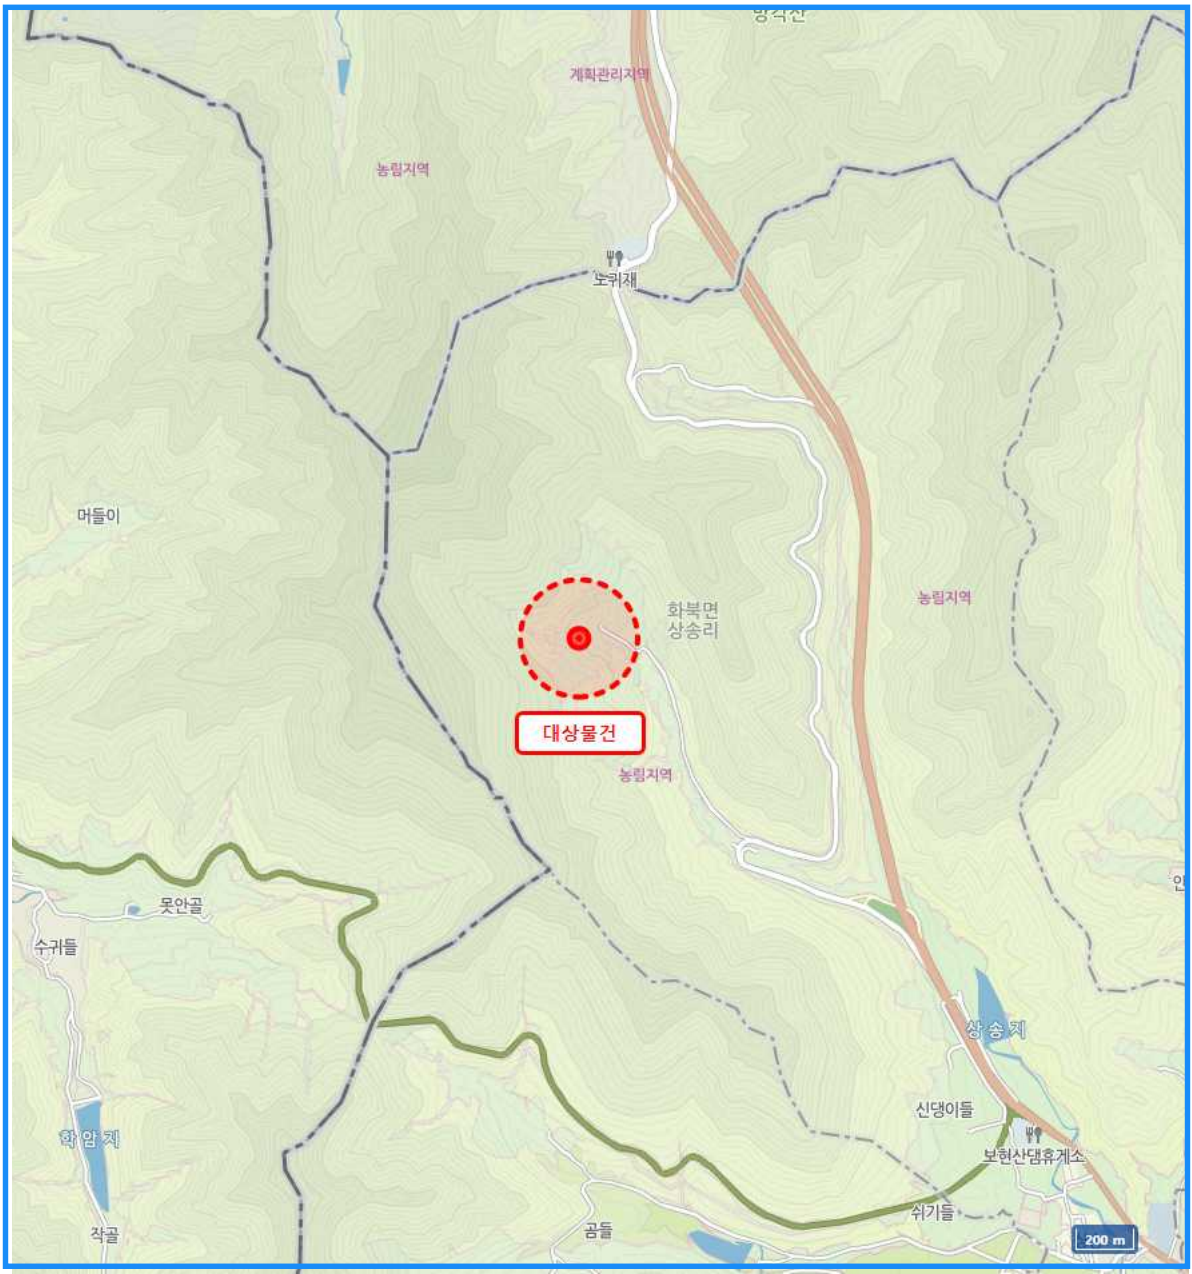 방각산
계획관리지역
농림지역
노귀재
머들이
농림지역
화북면
상송리
대상물건
농림지역
못안골
수귀들
상송지
신댕이들
학암지
보현산댐휴게소
쉬기들
작골
곰들
200 m